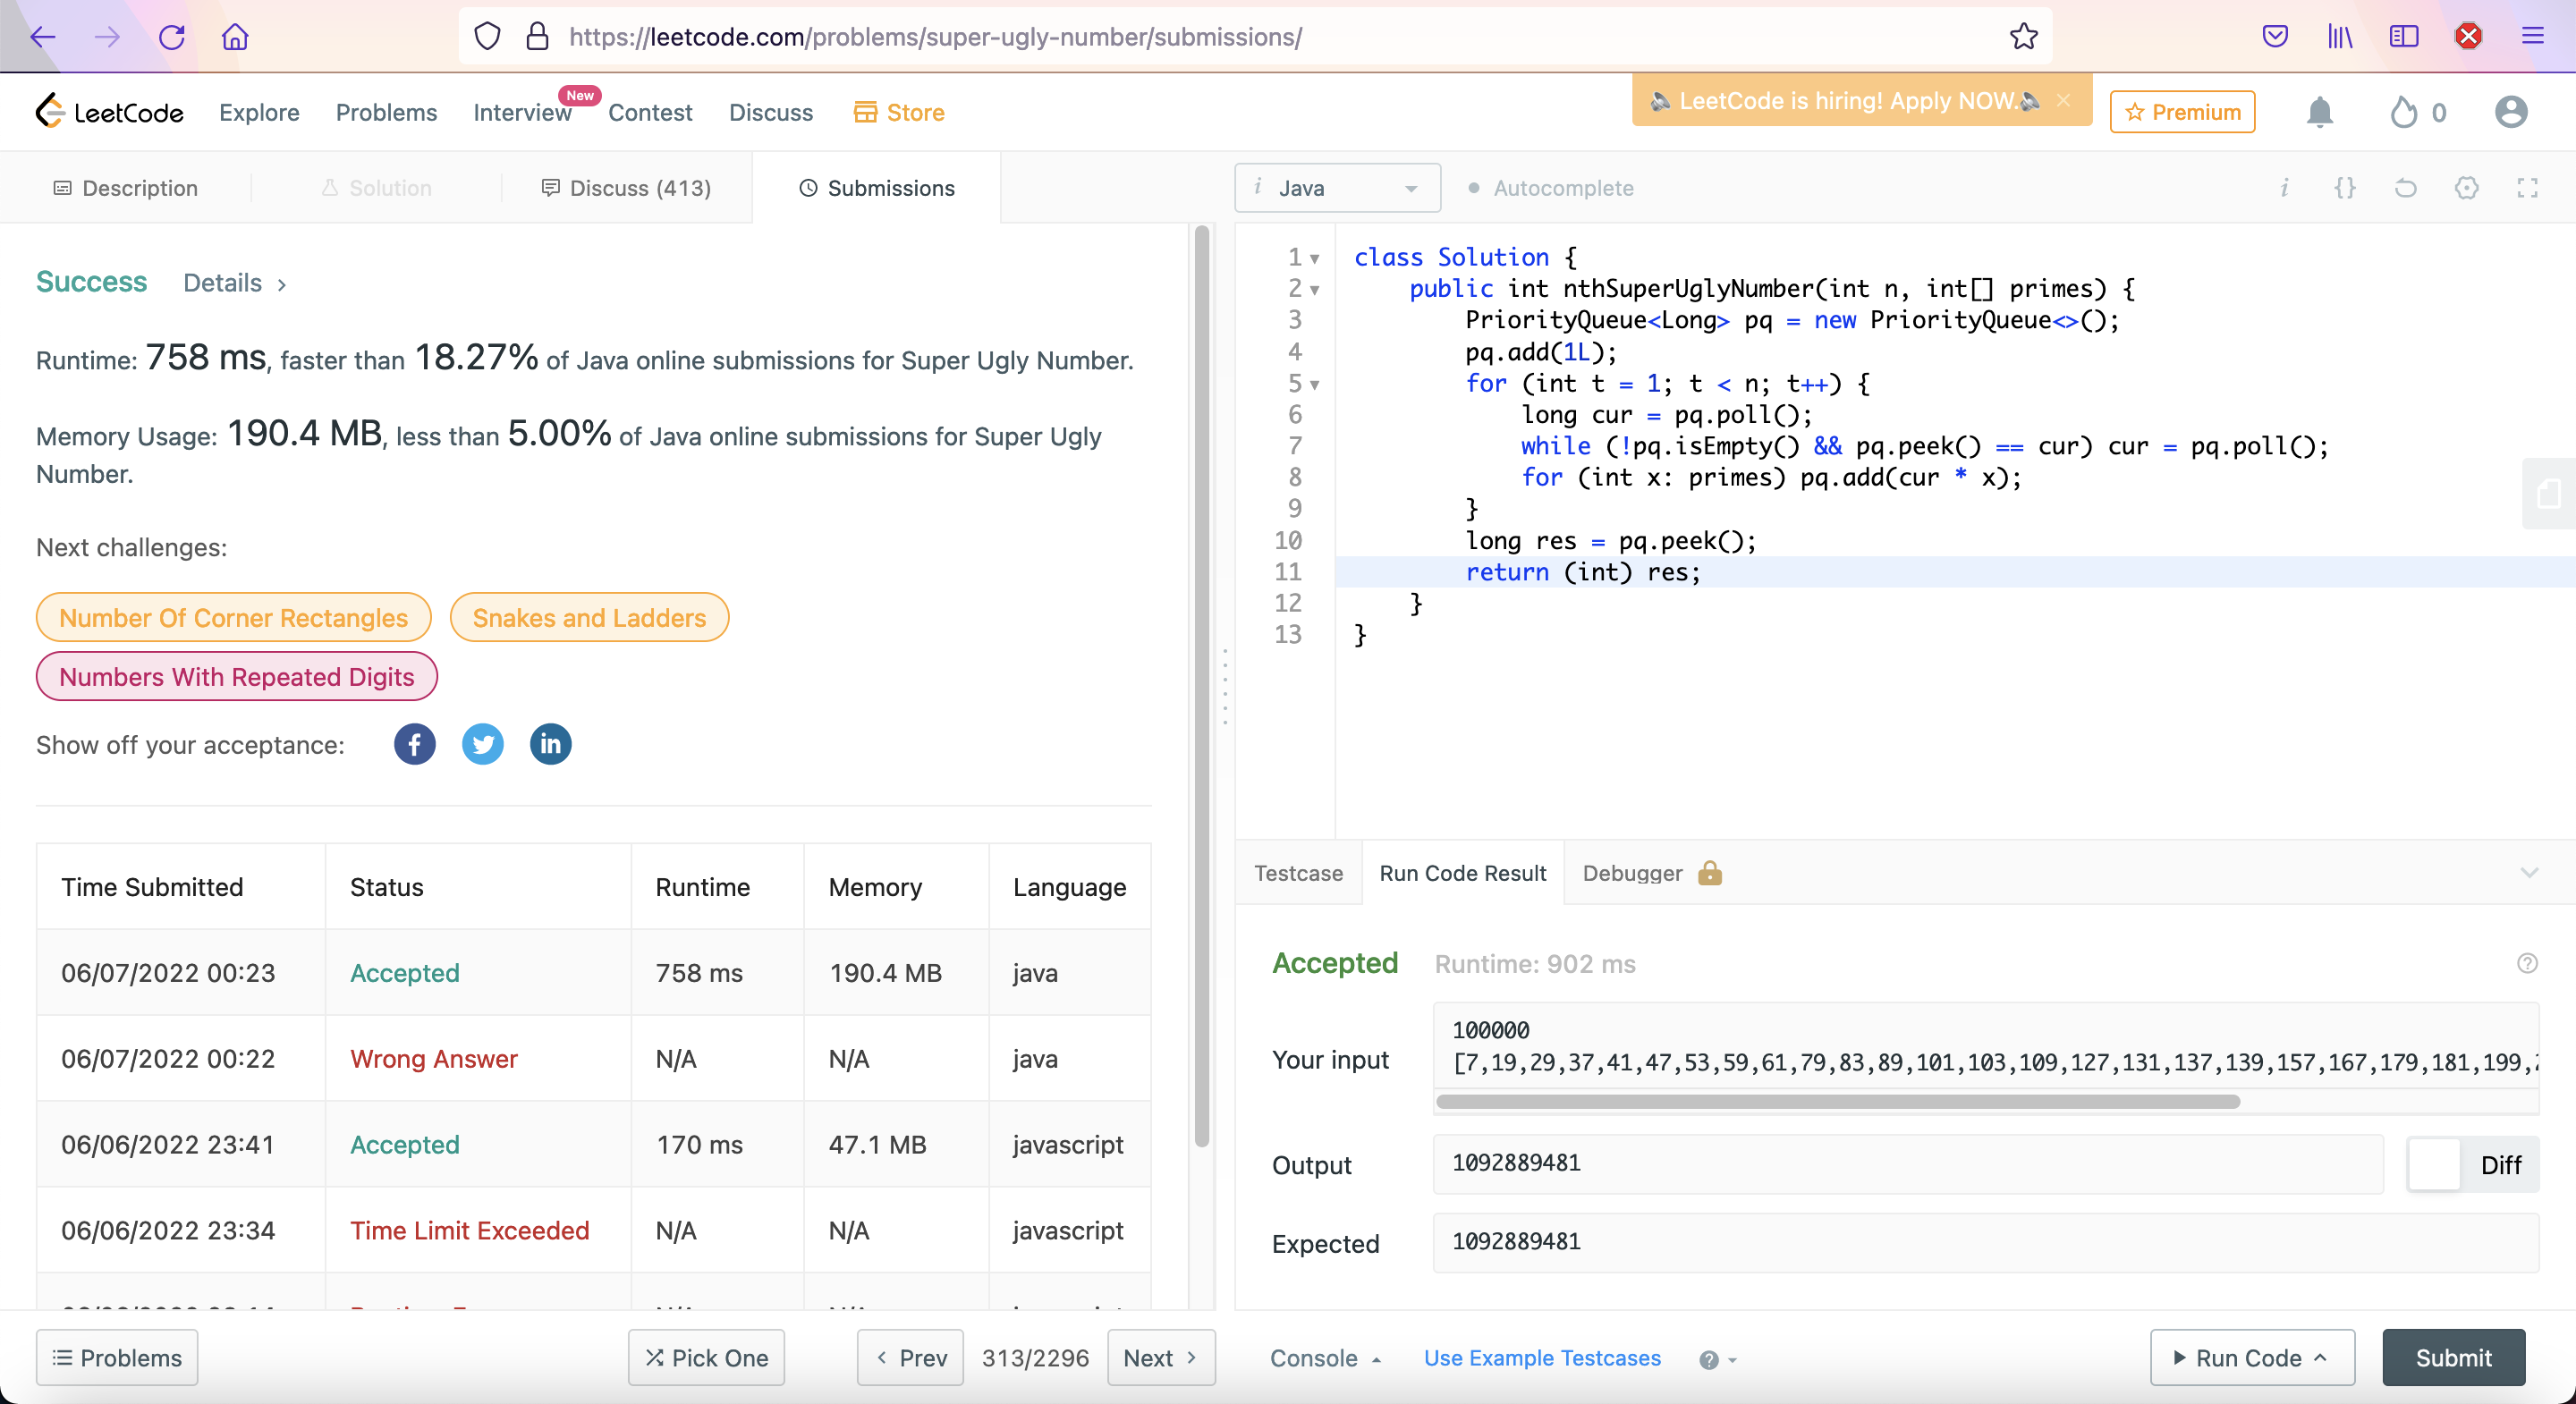 https://leetcode.com/problems/super-ugly-number/submissions/
LeetCode
Explore
Problems
Interview
New
Contest
Discuss
Store
LeetCode is hiring! Apply NOW.
Premium
0
Description
Solution
Discuss (413)
Submissions
Success
Details
Runtime: 758 ms, faster than 18.27% of Java online submissions for Super Ugly Number.
Memory Usage: 190.4 MB, less than 5.00% of Java online submissions for Super Ugly
Number.
Next challenges:
Number Of Corner Rectangles
Snakes and Ladders
Numbers With Repeated Digits
Show off your acceptance:
Time Submitted Status Runtime Memory Language
06/07/2022 00:23 Accepted 758 ms 190.4 MB java
06/07/2022 00:22 Wrong Answer N/A N/A java
06/06/2022 23:41 Accepted 170 ms 47.1 MB javascript
06/06/2022 23:34 Time Limit Exceeded N/A N/A javascript
Problems
Pick One
Prev
313/2296
Next
i Java
Autocomplete
1 class Solution {
2 public int nthSuperUglyNumber(int n, int[] primes) {
3 PriorityQueue<Long> pq = new PriorityQueue<>();
4 pq.add(1L);
5 for (int t = 1; t < n; t++) {
6 long cur = pq.poll();
7 while (!pq.isEmpty() && pq.peek() == cur) cur = pq.poll();
8 for (int x: primes) pq.add(cur * x);
9 }
10 long res = pq.peek();
11 return (int) res;
12 }
13 }
Testcase
Run Code Result
Debugger
Accepted
Runtime: 902 ms
Your input
100000
[7,19,29,37,41,47,53,59,61,79,83,89,101,103,109,127,131,137,139,157,167,179,181,199,
Output
1092889481
Diff
Expected
1092889481
Console
Use Example Testcases
Run Code
Submit